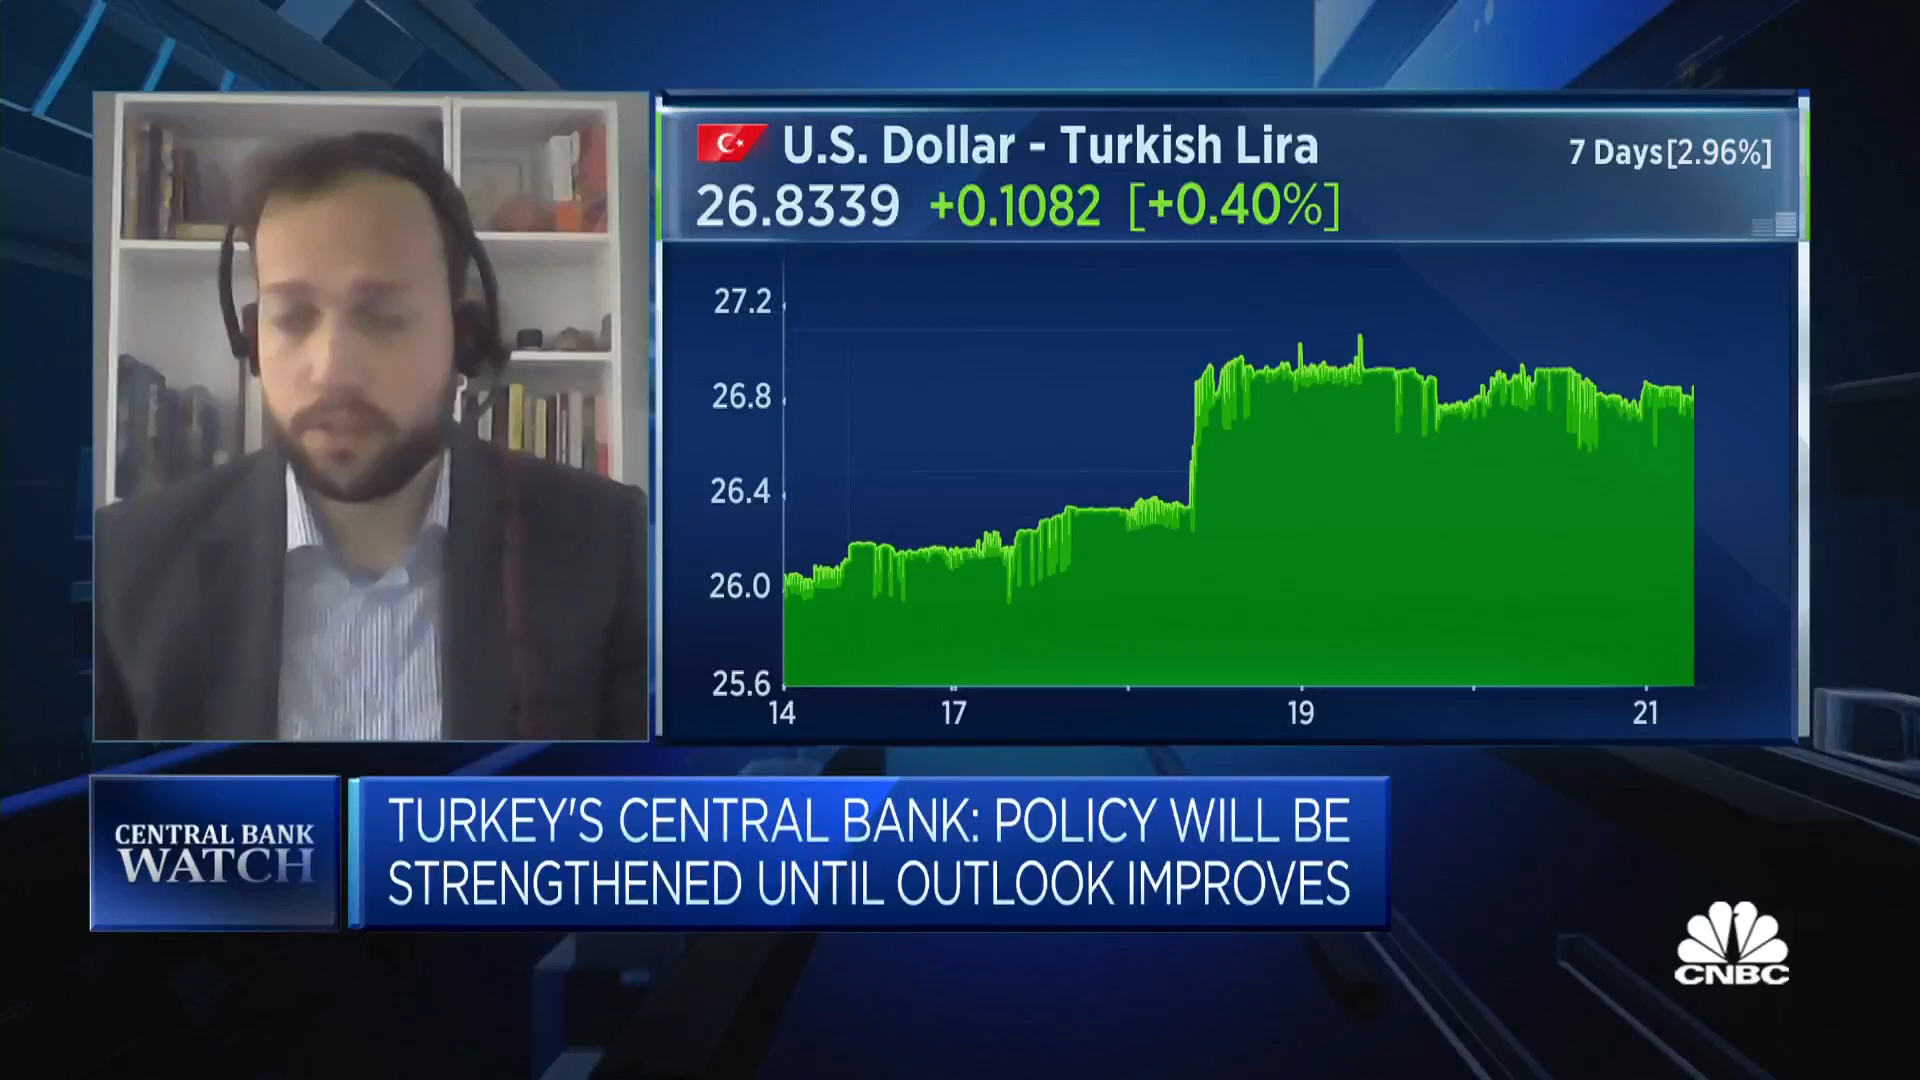 U.S. Dollar - Turkish Lira
7 Days[2.96%]
26.8339 +0.1082 [+0.40%]
27.2
26.8
26.4
26.0
25.6
14 17 19 21
CENTRAL BANK
WATCH
TURKEY'S CENTRAL BANK: POLICY WILL BE
STRENGTHENED UNTIL OUTLOOK IMPROVES
CNBC